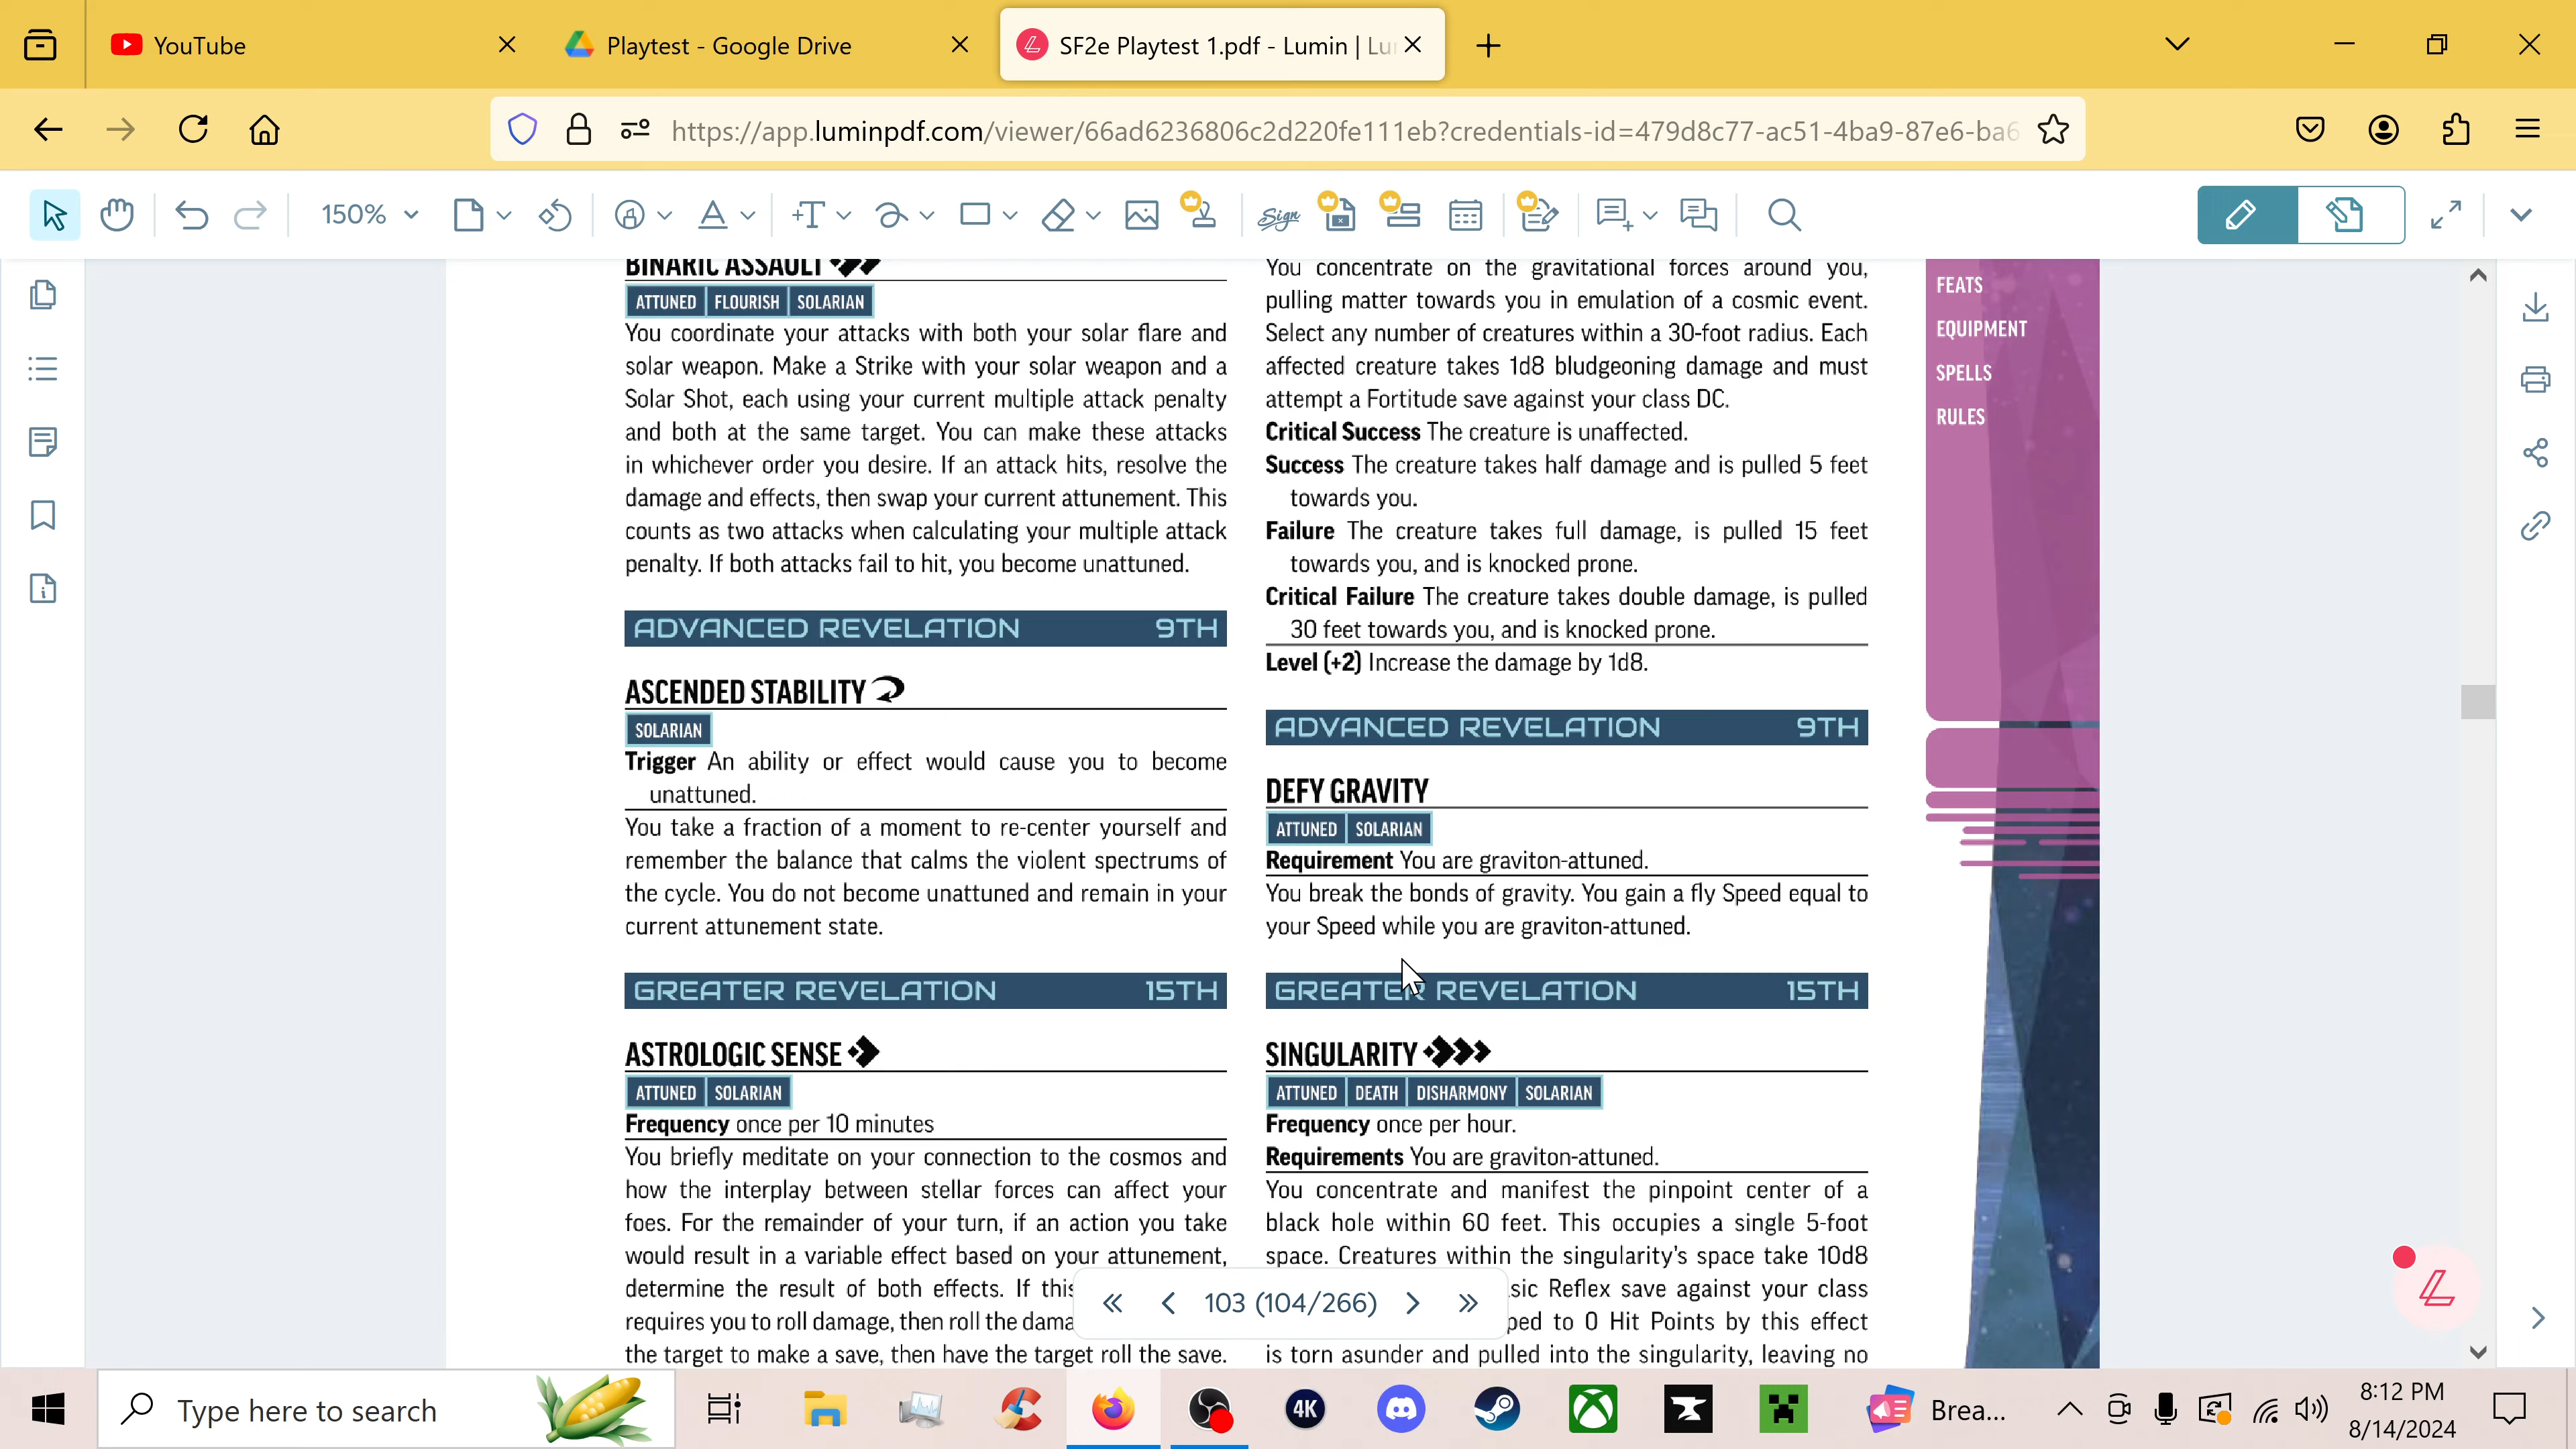 YouTube
Playtest - Google Drive
SF2e Playtest 1.pdf - Lumin | Lu
https://app.luminpdf.com/viewer/66ad6236806c2d220fe111eb?credentials-id=479d8c77-ac51-4ba9-87e6-ba6
150%
Sign
BINARIC ASSAULT
ATTUNED FLOURISH SOLARIAN
You coordinate your attacks with both your solar flare and
solar weapon. Make a Strike with your solar weapon and a
Solar Shot, each using your current multiple attack penalty
and both at the same target. You can make these attacks
in whichever order you desire. If an attack hits, resolve the
damage and effects, then swap your current attunement. This
counts as two attacks when calculating your multiple attack
penalty. If both attacks fail to hit, you become unattuned.
ADVANCED REVELATION 9TH
ASCENDED STABILITY
SOLARIAN
Trigger An ability or effect would cause you to become
unattuned.
You take a fraction of a moment to re-center yourself and
remember the balance that calms the violent spectrums of
the cycle. You do not become unattuned and remain in your
current attunement state.
GREATER REVELATION 15TH
ASTROLOGIC SENSE
ATTUNED SOLARIAN
Frequency once per 10 minutes
You briefly meditate on your connection to the cosmos and
how the interplay between stellar forces can affect your
foes. For the remainder of your turn, if an action you take
would result in a variable effect based on your attunement,
determine the result of both effects. If this
requires you to roll damage, then roll the dama
the target to make a save, then have the target roll the save.
You concentrate on the gravitational forces around you,
pulling matter towards you in emulation of a cosmic event.
Select any number of creatures within a 30-foot radius. Each
affected creature takes 1d8 bludgeoning damage and must
attempt a Fortitude save against your class DC.
Critical Success The creature is unaffected.
Success The creature takes half damage and is pulled 5 feet
towards you.
Failure The creature takes full damage, is pulled 15 feet
towards you, and is knocked prone.
Critical Failure The creature takes double damage, is pulled
30 feet towards you, and is knocked prone.
Level (+2) Increase the damage by 1d8.
ADVANCED REVELATION 9TH
DEFY GRAVITY
ATTUNED SOLARIAN
Requirement You are graviton-attuned.
You break the bonds of gravity. You gain a fly Speed equal to
your Speed while you are graviton-attuned.
GREATER REVELATION 15TH
SINGULARITY
ATTUNED DEATH DISHARMONY SOLARIAN
Frequency once per hour.
Requirements You are graviton-attuned.
You concentrate and manifest the pinpoint center of a
black hole within 60 feet. This occupies a single 5-foot
space. Creatures within the singularity's space take 10d8
sic Reflex save against your class
ped to 0 Hit Points by this effect
is torn asunder and pulled into the singularity, leaving no
FEATS
EQUIPMENT
SPELLS
RULES
103 (104/266)
Type here to search
4K
Brea...
8:12 PM
8/14/2024